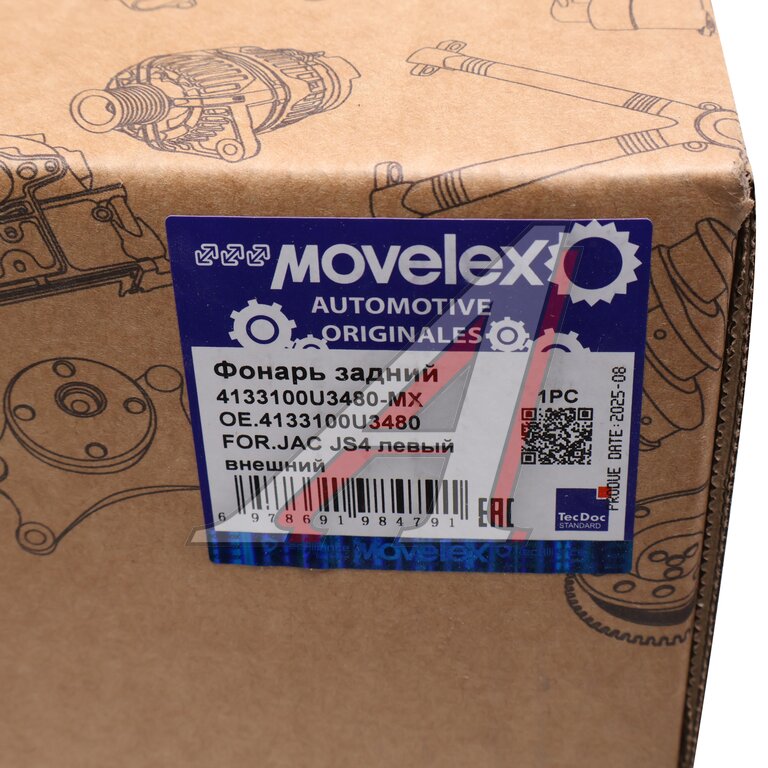 MOVELEX
AUTOMOTIVE
ORIGINALES
Фонарь задний
4133100U3480-MX
1PC
OE.4133100U3480
FOR.JAC JS4 левый
внешний
PRODUE DATE:2025-08
6 978691 984791
EAC
TecDoc
STANDARD
Movelex